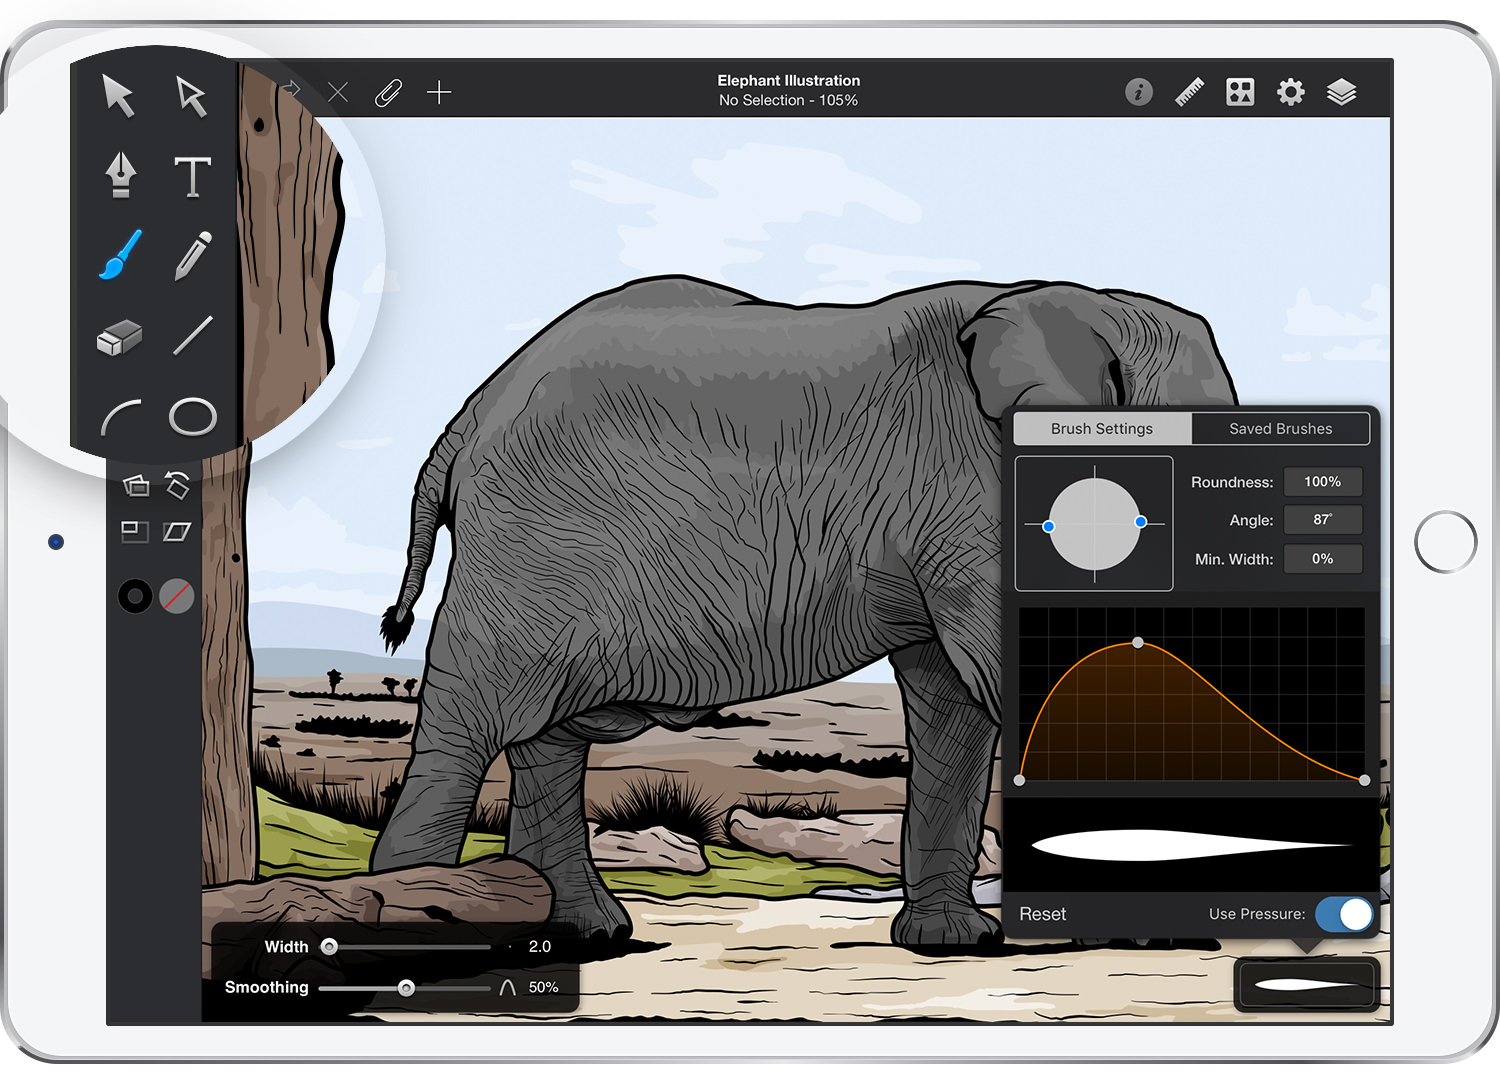 Elephant Illustration
No Selection - 105%
T
Brush Settings
Saved Brushes
Roundness: 100%
Angle: 87°
Min. Width: 0%
Reset
Use Pressure:
Width 2.0
Smoothing 50%